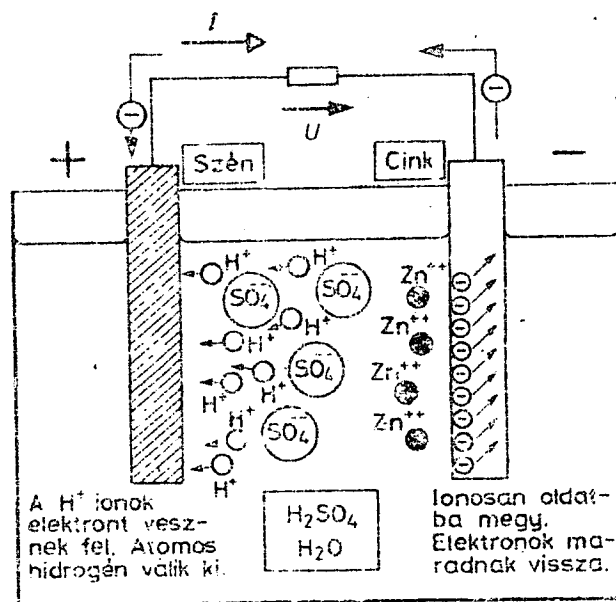 I
U
+
Szén
Cink
−
H⁺
H⁺
SO₄⁻⁻
SO₄⁻⁻
Zn⁺⁺
H⁺
Zn⁺⁺
H⁺
SO₄⁻⁻
Zn⁺⁺
H⁺
H⁺
H⁺
SO₄⁻⁻
Zn⁺⁺
H⁺
A H⁺ ionok
elektront vesz-
nek fel. Atomos
hidrogén válik ki.
H₂SO₄
H₂O
Ionosan oldat-
ba megy.
Elektronok ma-
radnak vissza.